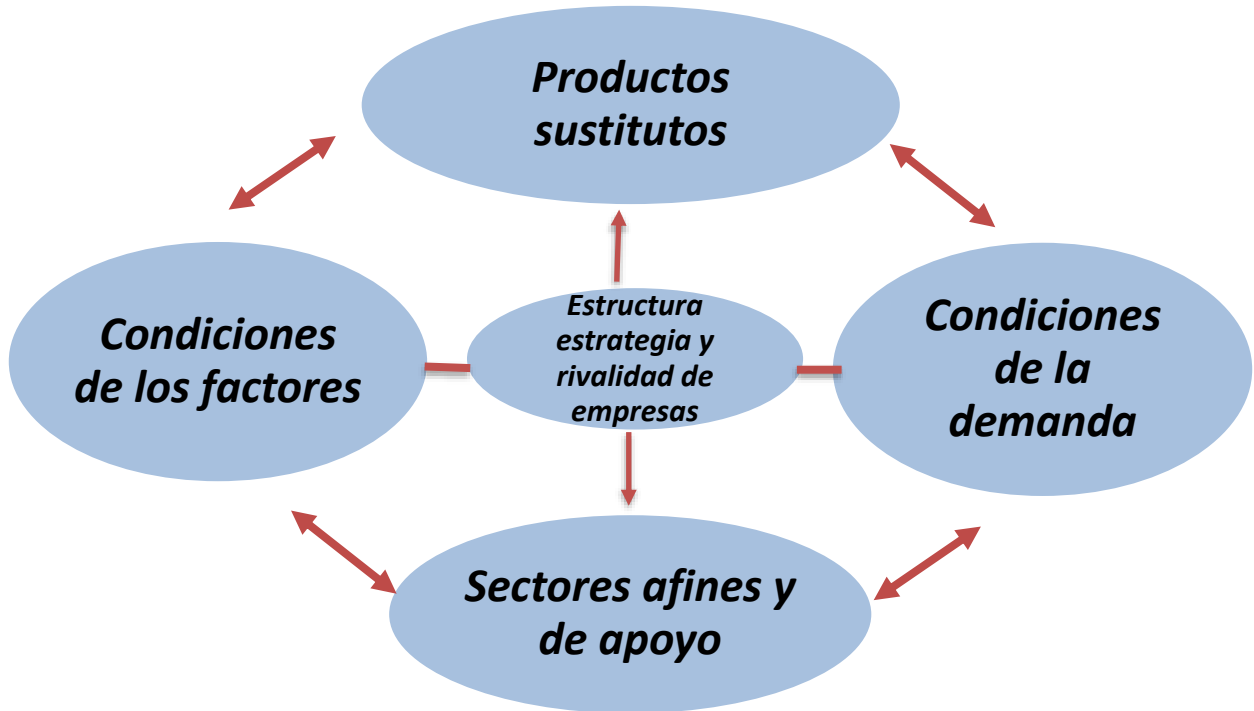 Productos
sustitutos
Condiciones
de los factores
Estructura
estrategia y
rivalidad de
empresas
Condiciones
de la
demanda
Sectores afines y
de apoyo